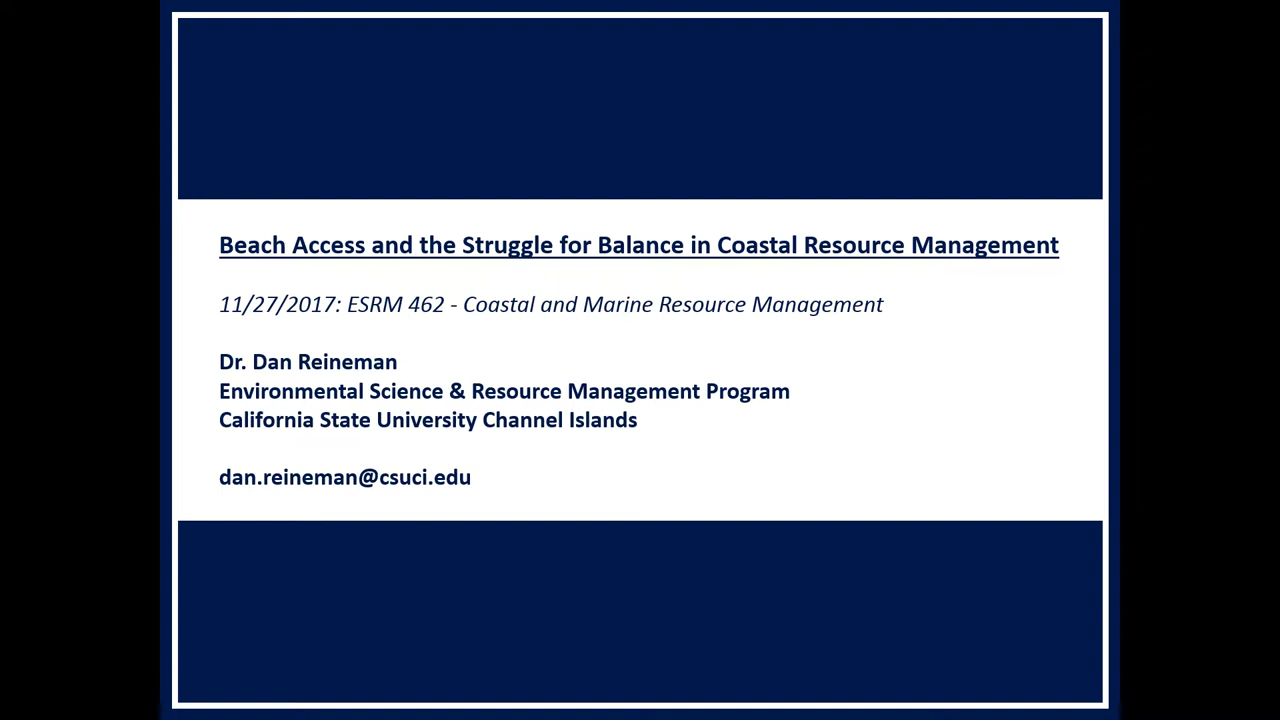 Beach Access and the Struggle for Balance in Coastal Resource Management
11/27/2017: ESRM 462 - Coastal and Marine Resource Management
Dr. Dan Reineman
Environmental Science & Resource Management Program
California State University Channel Islands
dan.reineman@csuci.edu